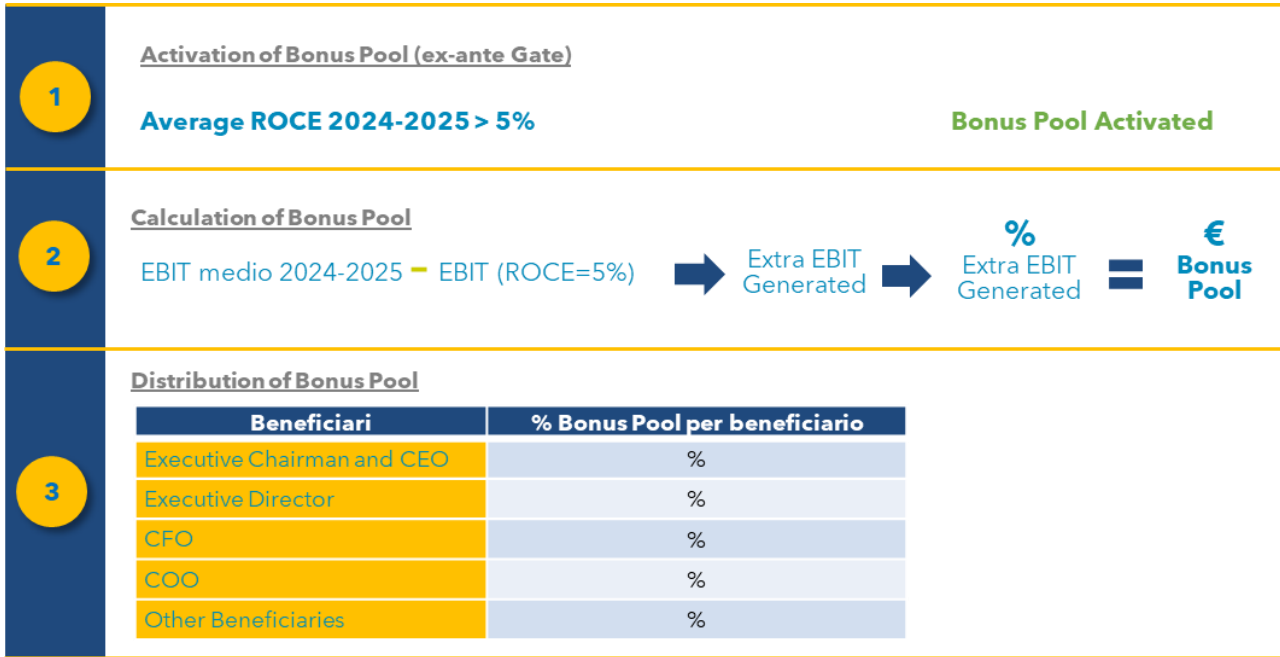 1
Activation of Bonus Pool (ex-ante Gate)
Average ROCE 2024-2025 > 5%
Bonus Pool Activated
2
Calculation of Bonus Pool
EBIT medio 2024-2025 - EBIT (ROCE=5%)
Extra EBIT
Generated
%
Extra EBIT
Generated
=
€
Bonus
Pool
3
Distribution of Bonus Pool
Beneficiari % Bonus Pool per beneficiario
Executive Chairman and CEO %
Executive Director %
CFO %
COO %
Other Beneficiaries %